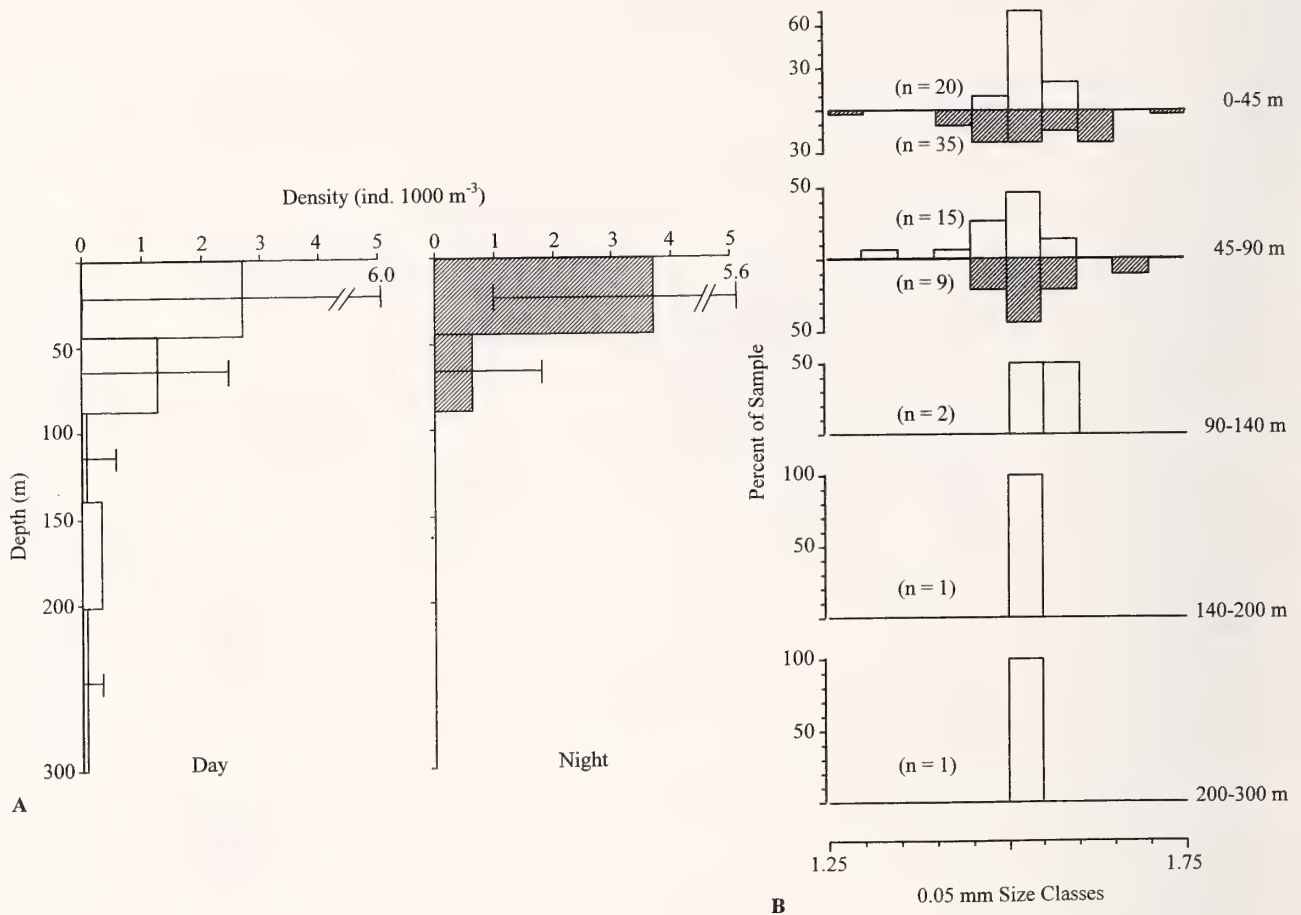 Density (ind. 1000 m-3)
0 1 2 3 4 5
6.0
0 1 2 3 4 5
5.6
50
100
150
200
300
Depth (m)
Day
Night
A
60
30
30
(n = 20)
(n = 35)
0-45 m
50
50
(n = 15)
(n = 9)
45-90 m
Percent of Sample
50
(n = 2)
90-140 m
100
50
(n = 1)
140-200 m
100
50
(n = 1)
200-300 m
1.25 1.75
0.05 mm Size Classes
B